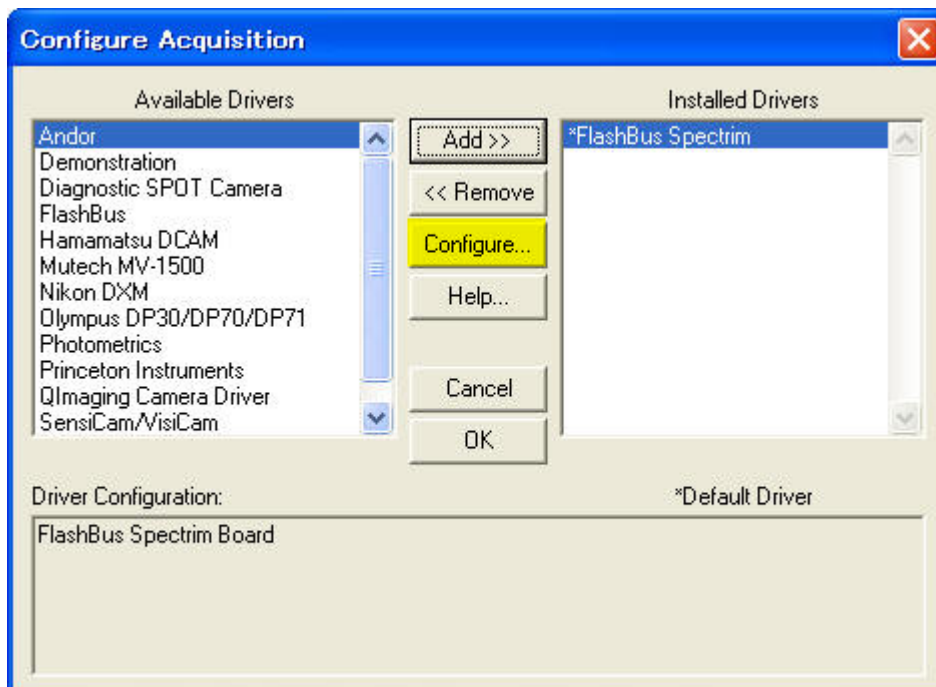 Configure Acquisition
Available Drivers
Installed Drivers
Andor
Demonstration
Diagnostic SPOT Camera
FlashBus
Hamamatsu DCAM
Mutech MV-1500
Nikon DXM
Olympus DP30/DP70/DP71
Photometrics
Princeton Instruments
QImaging Camera Driver
SensiCam/VisiCam
Add >>
<< Remove
Configure...
Help...
Cancel
OK
*FlashBus Spectrim
Driver Configuration:
*Default Driver
FlashBus Spectrim Board